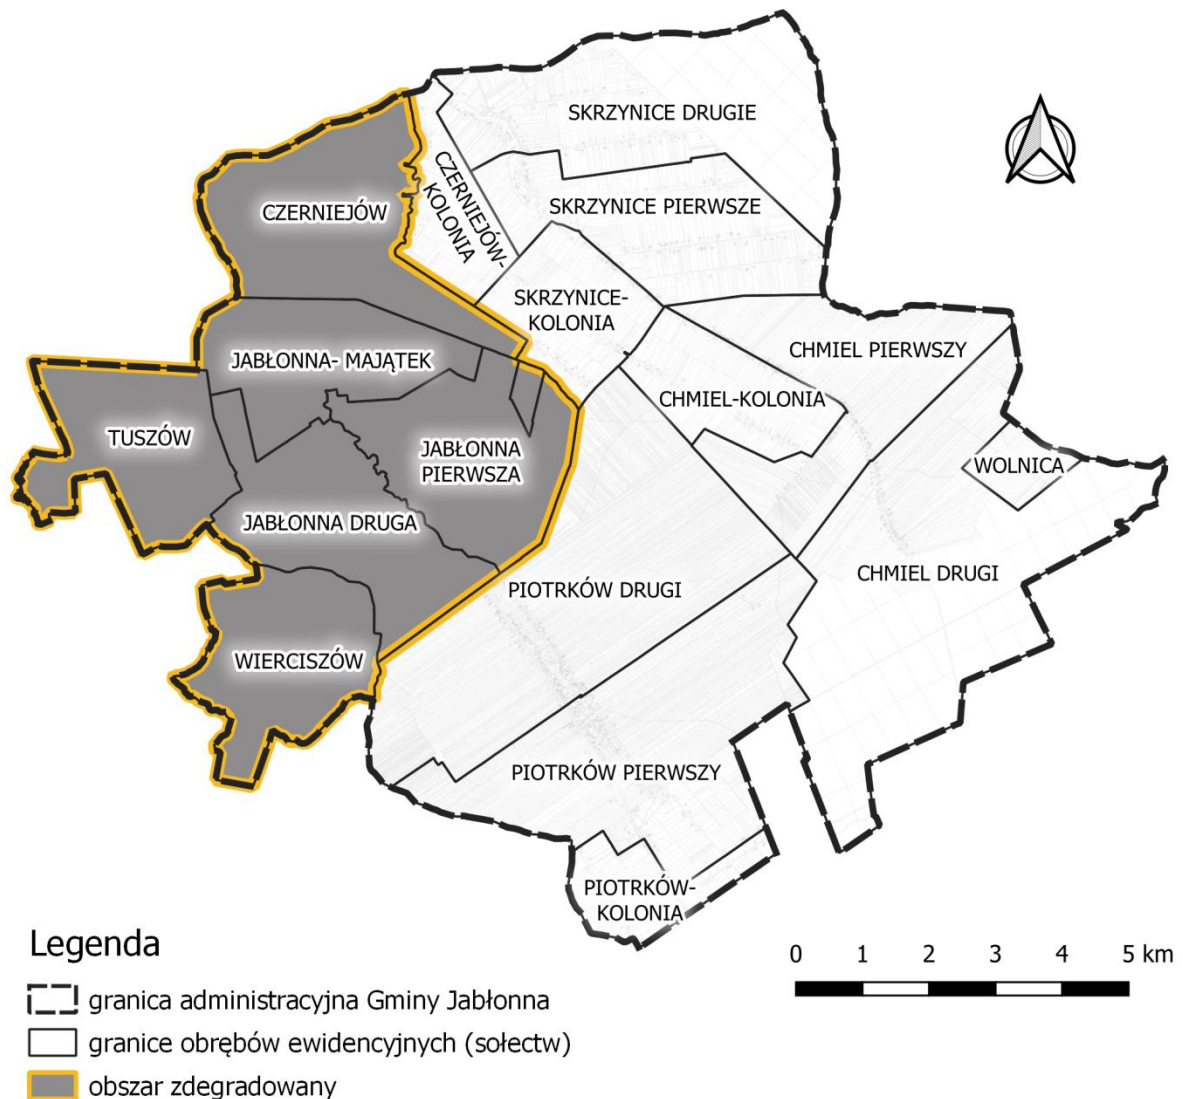 SKRZYNICE DRUGIE
CZERNIEJÓW-
KOLONIA
SKRZYNICE PIERWSZE
CZERNIEJÓW
SKRZYNICE-
KOLONIA
JABŁONNA- MAJĄTEK
CHMIEL PIERWSZY
CHMIEL-KOLONIA
TUSZÓW
JABŁONNA
PIERWSZA
WOLNICA
JABŁONNA DRUGA
CHMIEL DRUGI
PIOTRKÓW DRUGI
WIERCISZÓW
PIOTRKÓW PIERWSZY
PIOTRKÓW-
KOLONIA
Legenda
granica administracyjna Gminy Jabłonna
granice obrębów ewidencyjnych (sołectw)
obszar zdegradowany
0 1 2 3 4 5 km